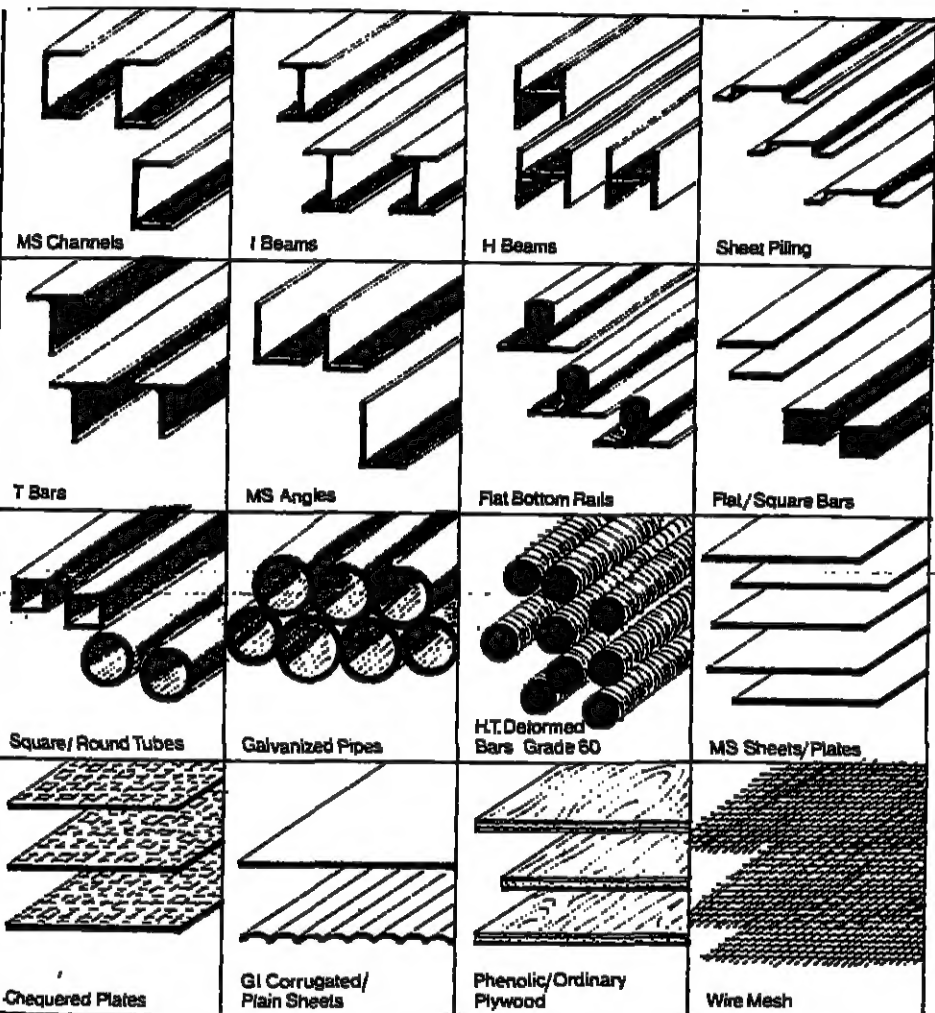 MS Channels
I Beams
H Beams
Sheet Piling
T Bars
MS Angles
Flat Bottom Rails
Flat/Square Bars
Square/Round Tubes
Galvanized Pipes
H.T. Deformed
Bars Grade 60
MS Sheets/Plates
Chequered Plates
GI Corrugated/
Plain Sheets
Phenolic/Ordinary
Plywood
Wire Mesh